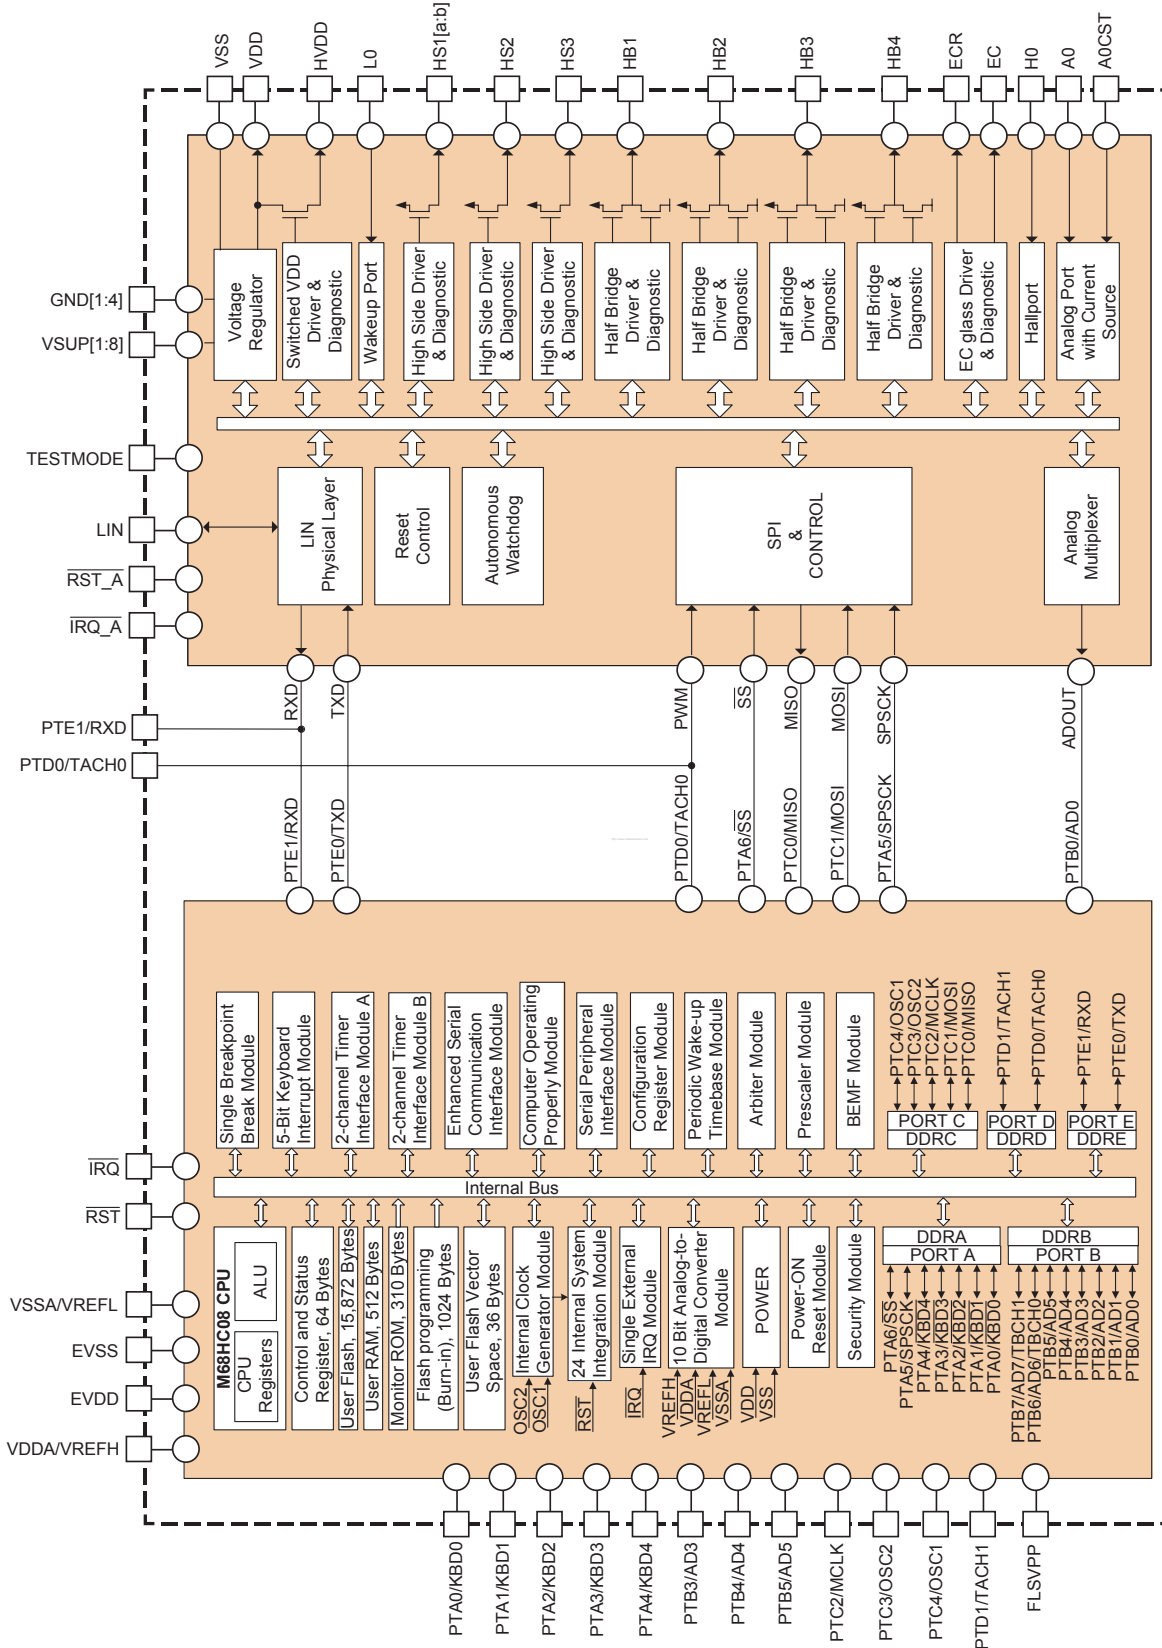 VSS
VDD
HVDD
L0
HS1[a:b]
HS2
HS3
HB1
HB2
HB3
HB4
ECR
EC
H0
A0
A0CST
GND[1:4]
VSUP[1:8]
TESTMODE
LIN
RST_A
IRQ_A
PTE1/RXD
PTD0/TACH0
Voltage
Regulator
Switched VDD
Driver &
Diagnostic
Wakeup Port
High Side Driver
& Diagnostic
High Side Driver
& Diagnostic
High Side Driver
& Diagnostic
Half Bridge
Driver &
Diagnostic
Half Bridge
Driver &
Diagnostic
Half Bridge
Driver &
Diagnostic
Half Bridge
Driver &
Diagnostic
EC glass Driver
& Diagnostic
Hallport
Analog Port
with Current
Source
LIN
Physical Layer
Reset
Control
Autonomous
Watchdog
SPI
&
CONTROL
Analog
Multiplexer
RXD
TXD
PWM
SS
MISO
MOSI
SPSCK
ADOUT
PTE1/RXD
PTE0/TXD
PTD0/TACH0
PTA6/SS
PTC0/MISO
PTC1/MOSI
PTA5/SPSCK
PTB0/AD0
Single Breakpoint
Break Module
5-Bit Keyboard
Interrupt Module
2-channel Timer
Interface Module A
2-channel Timer
Interface Module B
Enhanced Serial
Communication
Interface Module
Computer Operating
Properly Module
Serial Peripheral
Interface Module
Configuration
Register Module
Periodic Wake-up
Timebase Module
Arbiter Module
Prescaler Module
BEMF Module
PTC4/OSC1
PTC3/OSC2
PTC2/MCLK
PTC1/MOSI
PTC0/MISO
PORT C
DDRC
PTD1/TACH1
PTD0/TACH0
PORT D
DDRD
PTE1/RXD
PTE0/TXD
PORT E
DDRE
Internal Bus
IRQ
RST
VSSA/VREFL
EVSS
EVDD
VDDA/VREFH
M68HC08 CPU
CPU
Registers
ALU
Control and Status
Register, 64 Bytes
User Flash, 15,872 Bytes
User RAM, 512 Bytes
Monitor ROM, 310 Bytes
Flash programming
(Burn-in), 1024 Bytes
User Flash Vector
Space, 36 Bytes
OSC2
OSC1
Internal Clock
Generator Module
RST
24 Internal System
Integration Module
IRQ
Single External
IRQ Module
VREFH
VDDA
VREFL
VSSA
10 Bit Analog-to-
Digital Converter
Module
VDD
VSS
POWER
Power-ON
Reset Module
Security Module
DDRA
PORT A
PTA6/SS
PTA5/SPSCK
PTA4/KBD4
PTA3/KBD3
PTA2/KBD2
PTA1/KBD1
PTA0/KBD0
DDRB
PORT B
PTB7/AD7/TBCH1
PTB6/AD6/TBCH0
PTB5/AD5
PTB4/AD4
PTB3/AD3
PTB2/AD2
PTB1/AD1
PTB0/AD0
PTA0/KBD0
PTA1/KBD1
PTA2/KBD2
PTA3/KBD3
PTA4/KBD4
PTB3/AD3
PTB4/AD4
PTB5/AD5
PTC2/MCLK
PTC3/OSC2
PTC4/OSC1
PTD1/TACH1
FLSVPP